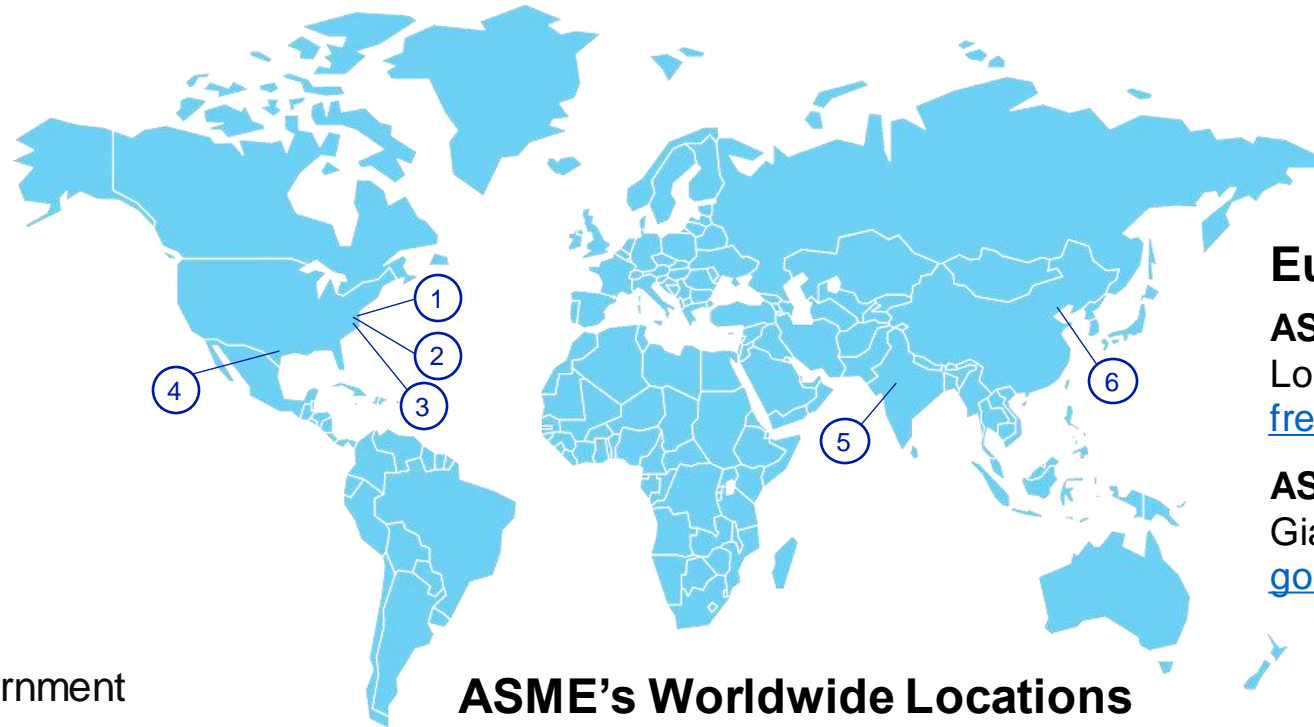 1
2
3
4
5
6
Eu
AS
Lo
fre
AS
Gia
go
rnment
ASME's Worldwide Locations